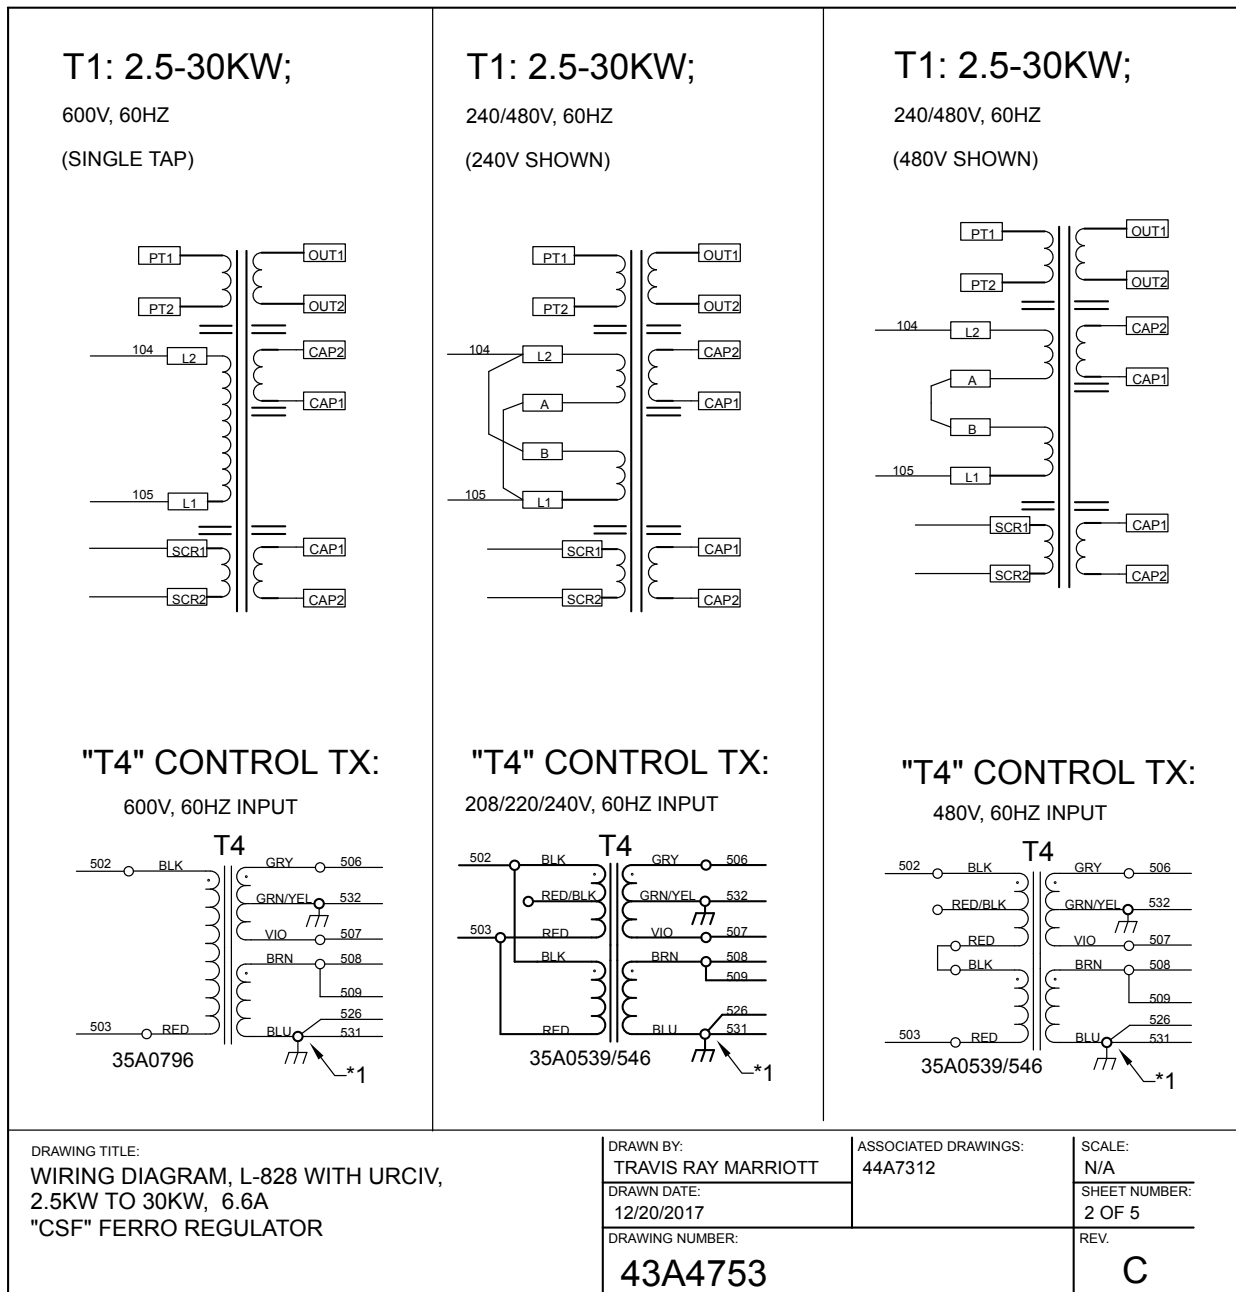 T1: 2.5-30KW;
600V, 60HZ
(SINGLE TAP)
PT1
OUT1
PT2
OUT2
104
L2
CAP2
CAP1
105
L1
SCR1
CAP1
SCR2
CAP2
T1: 2.5-30KW;
240/480V, 60HZ
(240V SHOWN)
PT1
OUT1
PT2
OUT2
104
L2
CAP2
A
CAP1
B
105
L1
SCR1
CAP1
SCR2
CAP2
T1: 2.5-30KW;
240/480V, 60HZ
(480V SHOWN)
PT1
OUT1
PT2
OUT2
104
L2
CAP2
A
CAP1
B
105
L1
SCR1
CAP1
SCR2
CAP2
"T4" CONTROL TX:
600V, 60HZ INPUT
T4
502
BLK
GRY
506
GRN/YEL
532
VIO
507
BRN
508
509
526
503
RED
BLU
531
35A0796
*1
"T4" CONTROL TX:
208/220/240V, 60HZ INPUT
T4
502
BLK
GRY
506
RED/BLK
GRN/YEL
532
503
RED
VIO
507
BLK
BRN
508
509
526
RED
BLU
531
35A0539/546
*1
"T4" CONTROL TX:
480V, 60HZ INPUT
T4
502
BLK
GRY
506
RED/BLK
GRN/YEL
532
RED
VIO
507
BLK
BRN
508
509
526
503
RED
BLU
531
35A0539/546
*1
DRAWING TITLE:
WIRING DIAGRAM, L-828 WITH URCIV,
2.5KW TO 30KW, 6.6A
"CSF" FERRO REGULATOR
DRAWN BY:
TRAVIS RAY MARRIOTT
DRAWN DATE:
12/20/2017
DRAWING NUMBER:
43A4753
ASSOCIATED DRAWINGS:
44A7312
SCALE:
N/A
SHEET NUMBER:
2 OF 5
REV.
C